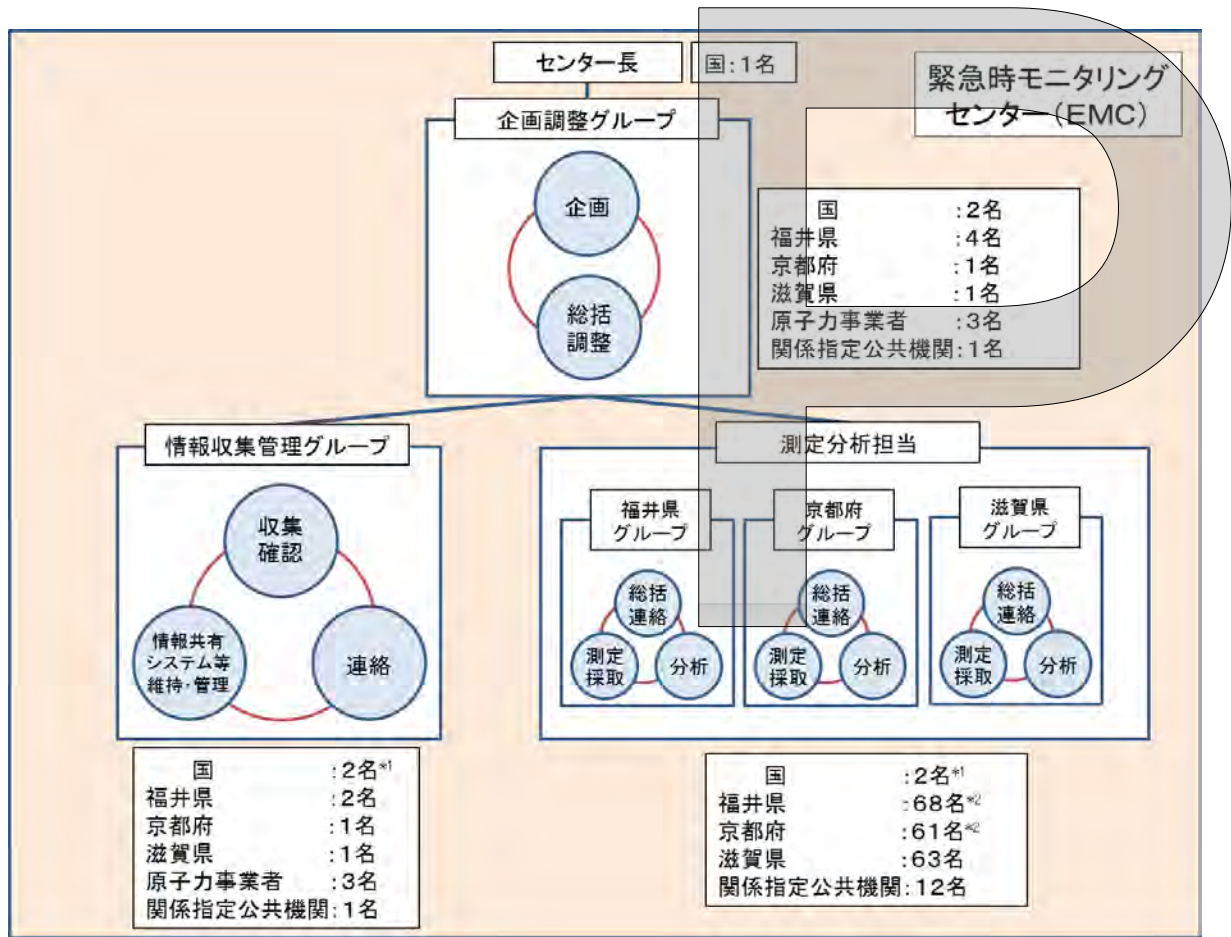 センター長
国:1名
緊急時モニタリング
センター(EMC)
企画調整グループ
企画
総括
調整
国 :2名
福井県 :4名
京都府 :1名
滋賀県 :1名
原子力事業者 :3名
関係指定公共機関:1名
情報収集管理グループ
収集
確認
情報共有
システム等
維持・管理
連絡
国 :2名*1
福井県 :2名
京都府 :1名
滋賀県 :1名
原子力事業者 :3名
関係指定公共機関:1名
測定分析担当
福井県
グループ
総括
連絡
測定
採取
分析
京都府
グループ
総括
連絡
測定
採取
分析
滋賀県
グループ
総括
連絡
測定
採取
分析
国 :2名*1
福井県 :68名*2
京都府 :61名*2
滋賀県 :63名
関係指定公共機関:12名